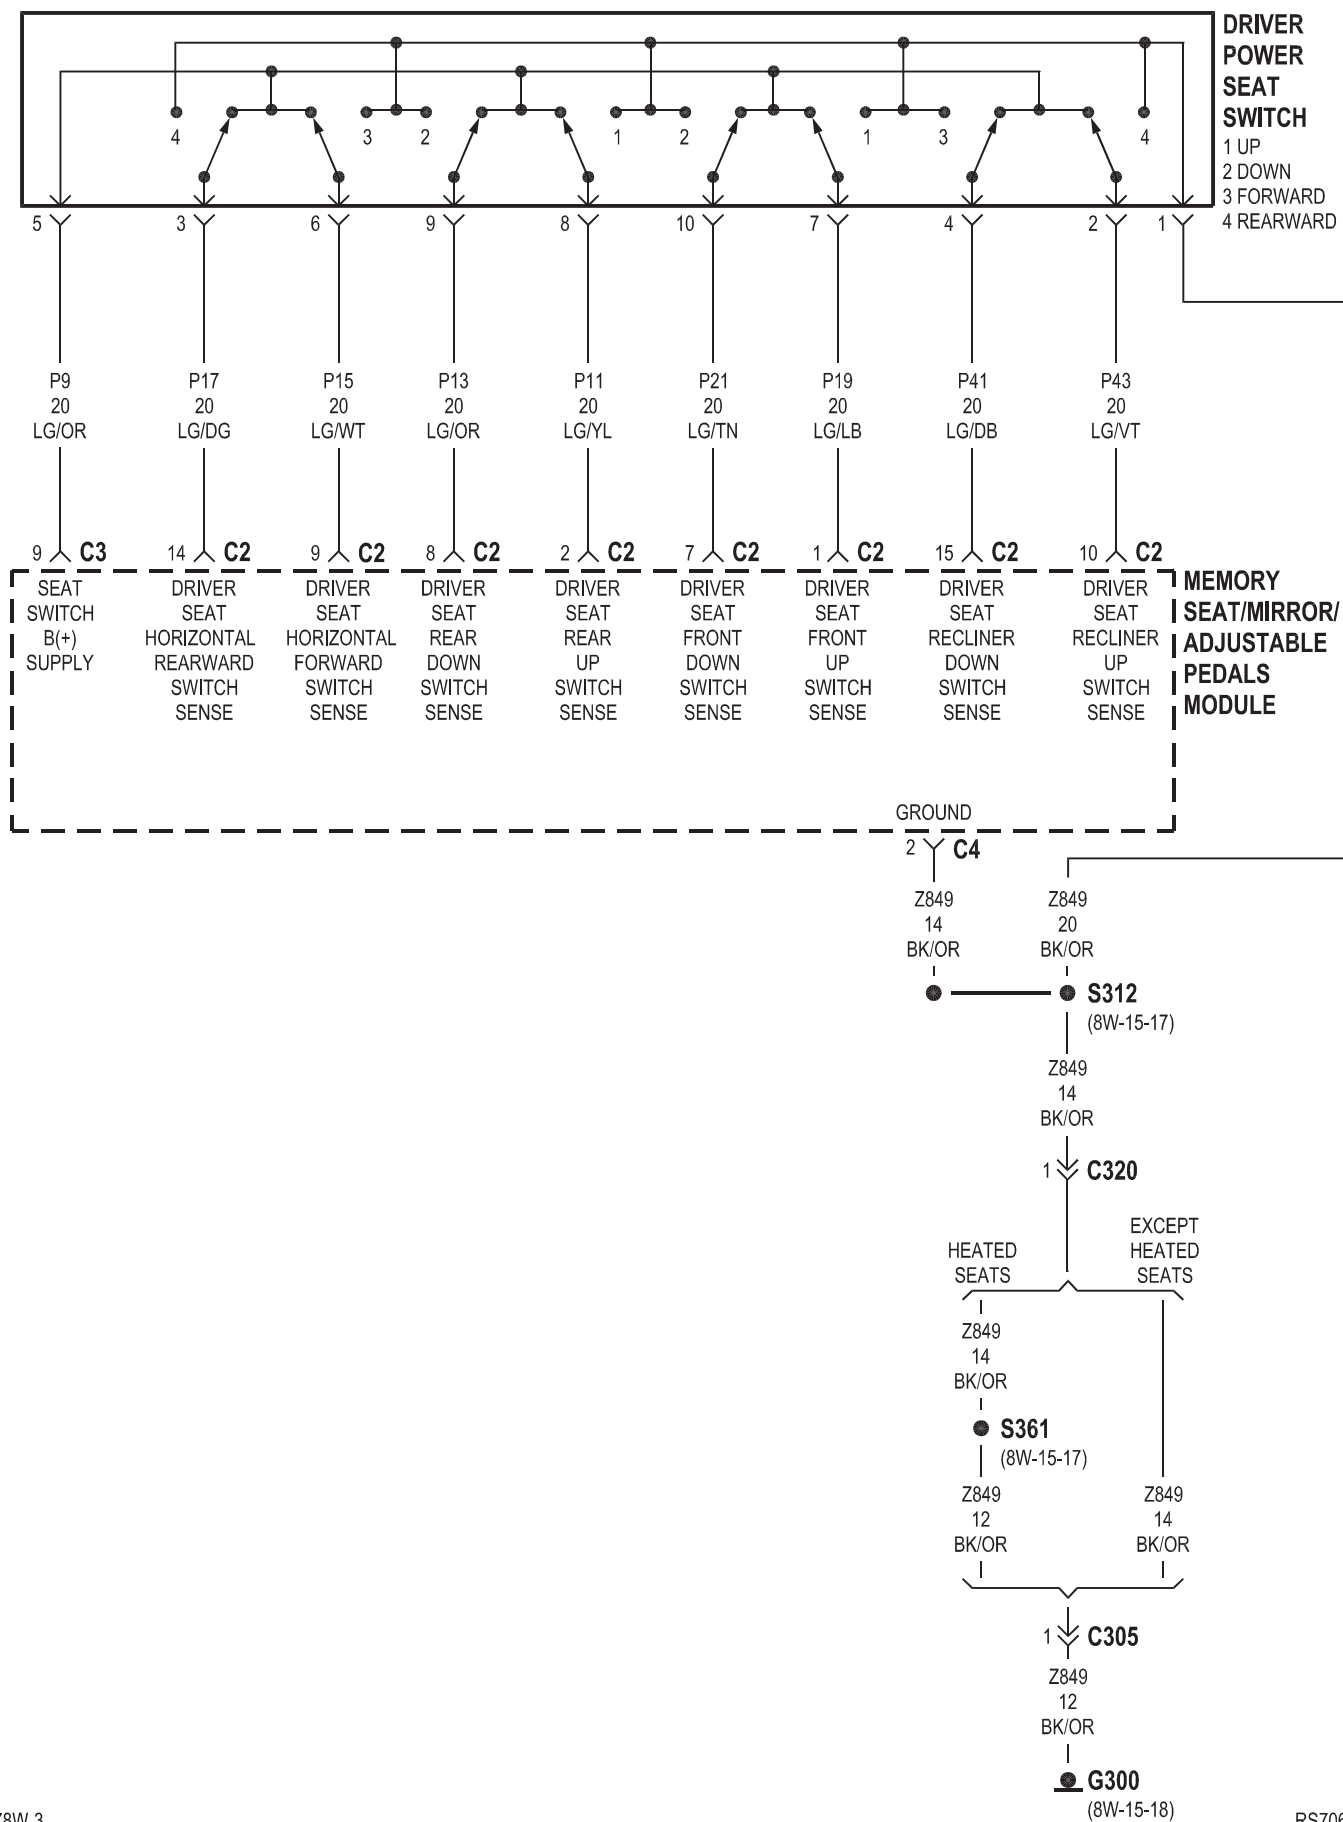 DRIVER
POWER
SEAT
SWITCH
1 UP
2 DOWN
3 FORWARD
4 REARWARD
4 3 2 1 2 1 3 4
5 3 6 9 8 10 7 4 2 1
P9 P17 P15 P13 P11 P21 P19 P41 P43
20 20 20 20 20 20 20 20 20
LG/OR LG/DG LG/WT LG/OR LG/YL LG/TN LG/LB LG/DB LG/VT
9 C3 14 C2 9 C2 8 C2 2 C2 7 C2 1 C2 15 C2 10 C2
SEAT
SWITCH
B(+)
SUPPLY
DRIVER
SEAT
HORIZONTAL
REARWARD
SWITCH
SENSE
DRIVER
SEAT
HORIZONTAL
FORWARD
SWITCH
SENSE
DRIVER
SEAT
REAR
DOWN
SWITCH
SENSE
DRIVER
SEAT
REAR
UP
SWITCH
SENSE
DRIVER
SEAT
FRONT
DOWN
SWITCH
SENSE
DRIVER
SEAT
FRONT
UP
SWITCH
SENSE
DRIVER
SEAT
RECLINER
DOWN
SWITCH
SENSE
DRIVER
SEAT
RECLINER
UP
SWITCH
SENSE
MEMORY
SEAT/MIRROR/
ADJUSTABLE
PEDALS
MODULE
GROUND
2 C4
Z849 Z849
14 20
BK/OR BK/OR
S312
(8W-15-17)
Z849
14
BK/OR
1 C320
HEATED
SEATS
EXCEPT
HEATED
SEATS
Z849
14
BK/OR
S361
(8W-15-17)
Z849 Z849
12 14
BK/OR BK/OR
1 C305
Z849
12
BK/OR
G300
(8W-15-18)
RS706